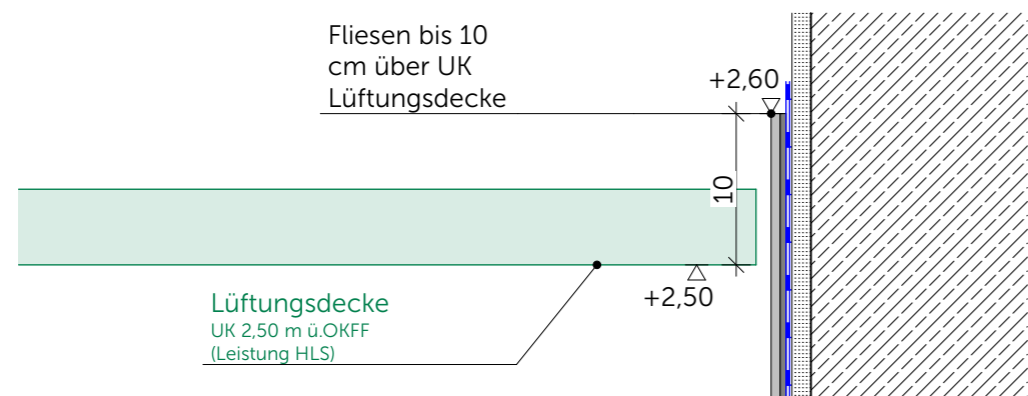 Fliesen bis 10
cm über UK
Lüftungsdecke
+2,60
10
+2,50
Lüftungsdecke
UK 2,50 m ü.OKFF
(Leistung HLS)